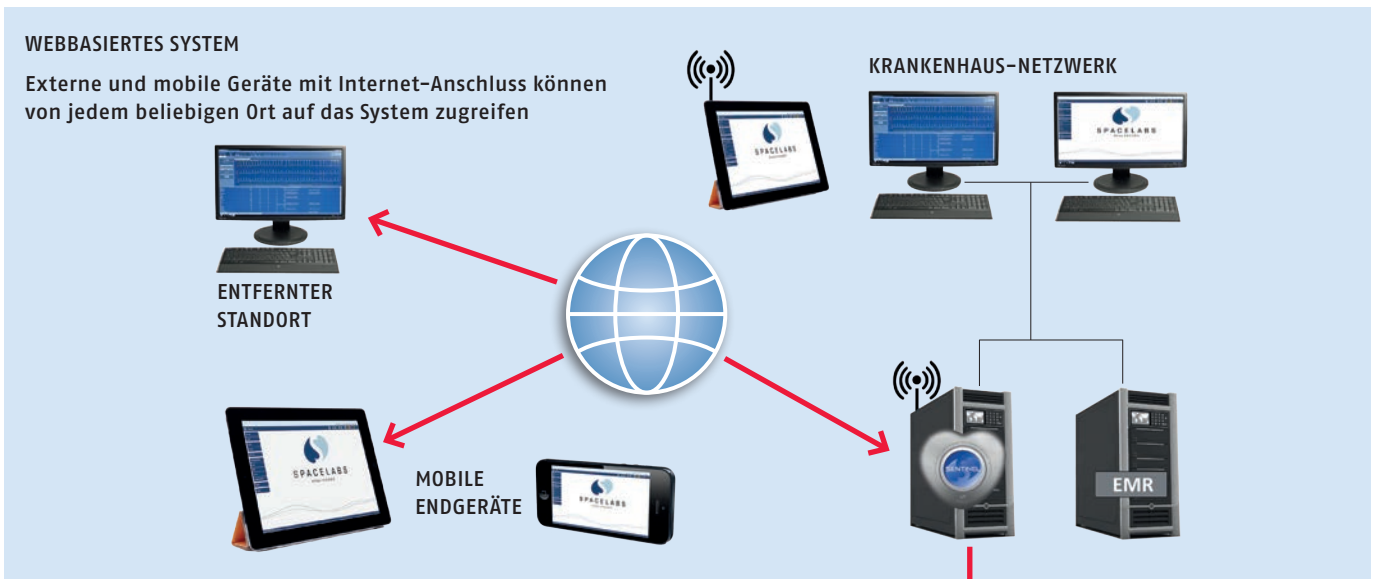 WEBBASIERTES SYSTEM
Externe und mobile Geräte mit Internet-Anschluss können
von jedem beliebigen Ort auf das System zugreifen
KRANKENHAUS-NETZWERK
SPACELABS
SPACELABS
ENTFERNTER
STANDORT
SPACELABS
MOBILE
ENDGERÄTE
SPACELABS
SENTINEL
EMR